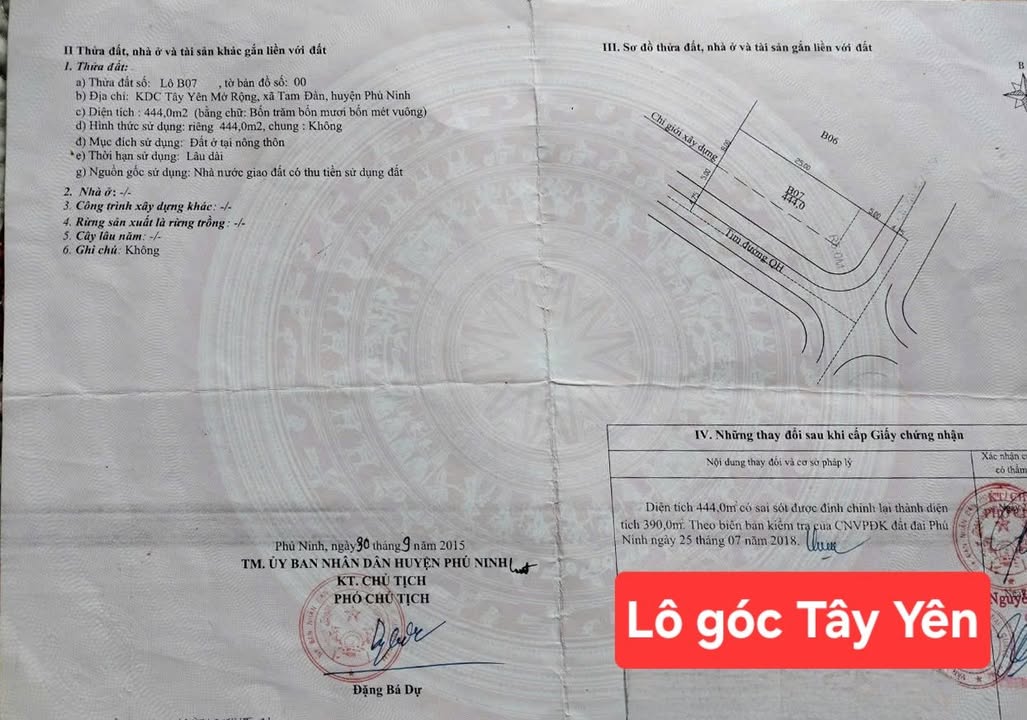 II Thửa đất, nhà ở và tài sản khác gắn liền với đất
1. Thửa đất:
a) Thửa đất số: Lô B07 , tờ bản đồ số: 00
b) Địa chỉ: KDC Tây Yên Mở Rộng, xã Tam Đần, huyện Phú Ninh
c) Diện tích : 444,0m2 (bằng chữ: Bốn trăm bốn mươi bốn mét vuông)
d) Hình thức sử dụng: riêng 444,0m2, chung : Không
đ) Mục đích sử dụng: Đất ở tại nông thôn
e) Thời hạn sử dụng: Lâu dài
g) Nguồn gốc sử dụng: Nhà nước giao đất có thu tiền sử dụng đất
2. Nhà ở: -/-
3. Công trình xây dựng khác: -/-
4. Rừng sản xuất là rừng trồng: -/-
5. Cây lâu năm: -/-
6. Ghi chú: Không
Phú Ninh, ngày 30 tháng 9 năm 2015
TM. ỦY BAN NHÂN DÂN HUYỆN PHÚ NINH
KT. CHỦ TỊCH
PHÓ CHỦ TỊCH
Đặng Bá Dự
III. Sơ đồ thửa đất, nhà ở và tài sản gắn liền với đất
B
Chỉ giới xây dựng
B06
25,00
B07
444,0
5,00
Tim đường QH
IV. Những thay đổi sau khi cấp Giấy chứng nhận
Nội dung thay đổi và cơ sở pháp lý
Xác nhận c
có thẩm
Diện tích 444,0m² có sai sót được đính chính lại thành diện
tích 390,0m². Theo biên bản kiểm tra của CNVPĐK đất đai Phú
Ninh ngày 25 tháng 07 năm 2018.
Nguyễ
Lô góc Tây Yên